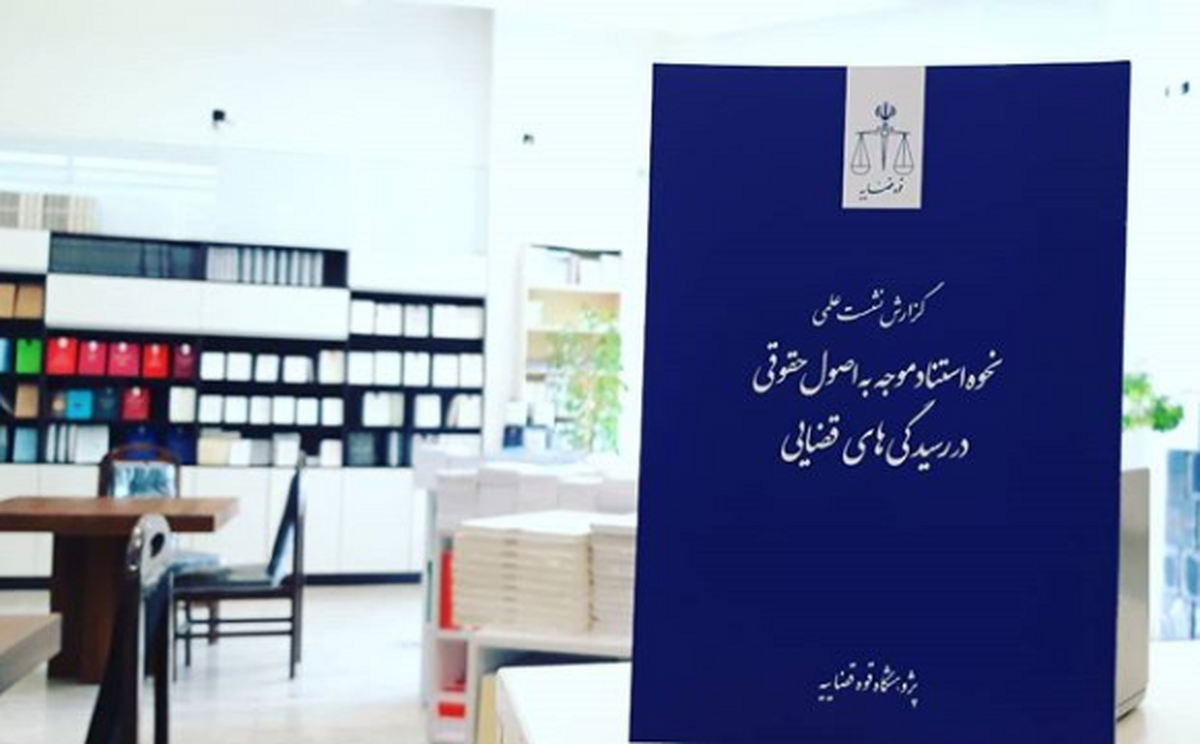 قوه قضاییه
گزارش نشست علمی
نحوه استناد موجه به اصول حقوقی
در رسیدگی های قضایی
پژوهشگاه قوه قضاییه